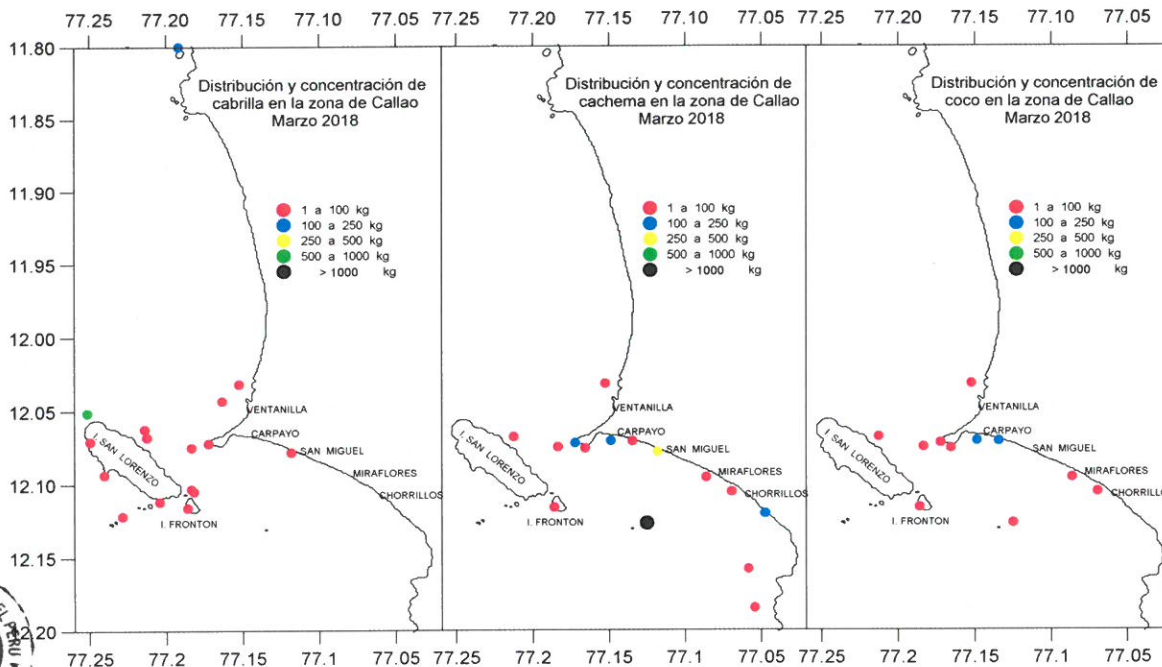 77.25 77.20 77.15 77.10 77.05 77.25 77.20 77.15 77.10 77.05 77.25 77.20 77.15 77.10 77.05
11.80
11.85
11.90
11.95
12.00
12.05
12.10
12.15
12.20
Distribución y concentración de
cabrilla en la zona de Callao
Marzo 2018
1 a 100 kg
100 a 250 kg
250 a 500 kg
500 a 1000 kg
> 1000 kg
VENTANILLA
CARPAYO
SAN MIGUEL
MIRAFLORES
CHORRILLOS
I. SAN LORENZO
I. FRONTON
Distribución y concentración de
cachema en la zona de Callao
Marzo 2018
1 a 100 kg
100 a 250 kg
250 a 500 kg
500 a 1000 kg
> 1000 kg
VENTANILLA
CARPAYO
SAN MIGUEL
MIRAFLORES
CHORRILLOS
I. SAN LORENZO
I. FRONTON
Distribución y concentración de
coco en la zona de Callao
Marzo 2018
1 a 100 kg
100 a 250 kg
250 a 500 kg
500 a 1000 kg
> 1000 kg
VENTANILLA
CARPAYO
SAN MIGUEL
MIRAFLORES
CHORRILLOS
I. SAN LORENZO
I. FRONTON
77.25 77.20 77.15 77.1 77.05 77.25 77.20 77.15 77.1 77.05 77.25 77.20 77.15 77.1 77.05